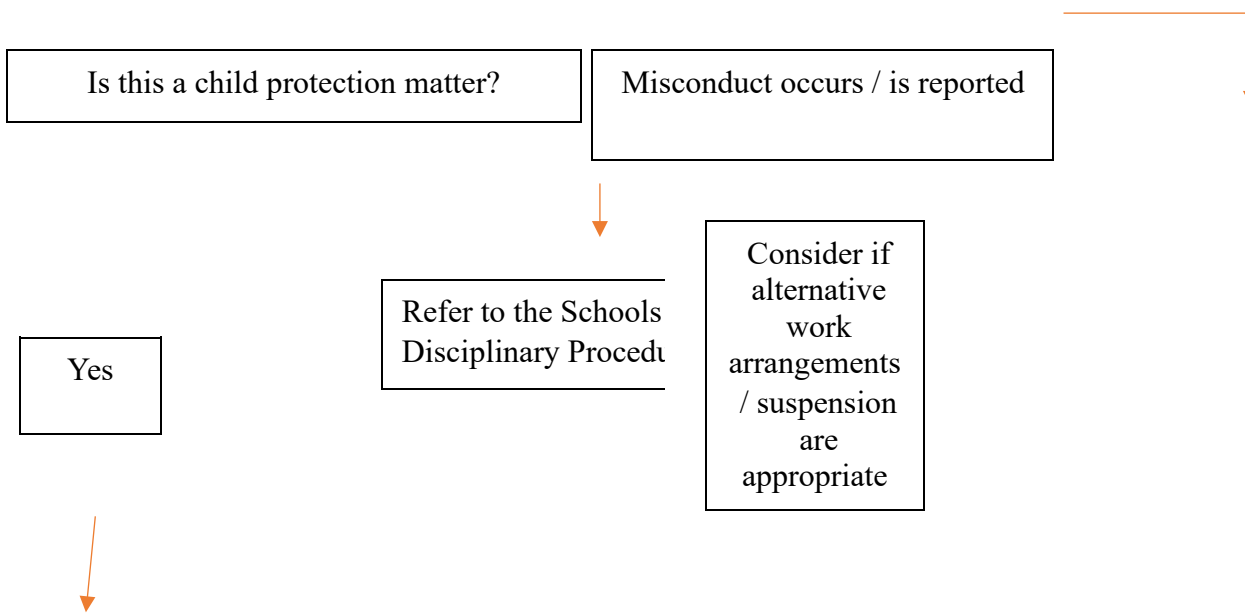 Is this a child protection matter?
Misconduct occurs / is reported
Refer to the Schools
Disciplinary Procedu
Yes
Consider if
alternative
work
arrangements
/ suspension
are
appropriate